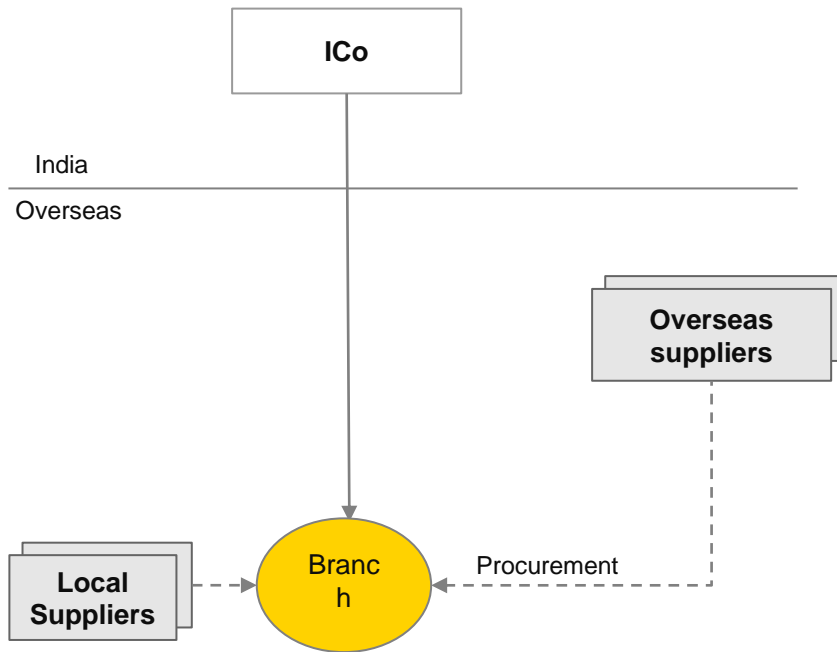 ICo
India
Overseas
Overseas
suppliers
Procurement
Branc
h
Local
Suppliers